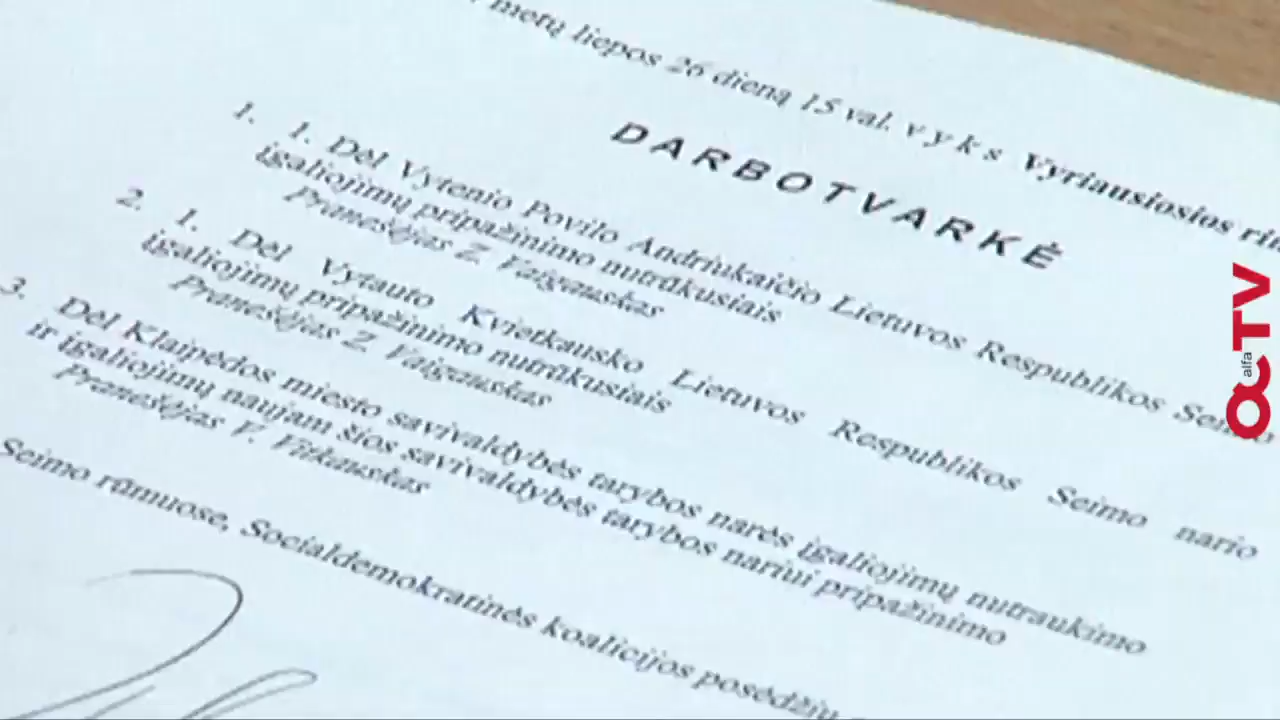 metų liepos 26 dieną 15 val. v y k s Vyriausiosios
DARBOTVARKĖ
1. 1. Dėl Vytenio Povilo Andriukaičio Lietuvos Respublikos Seimo
įgaliojimų pripažinimo nutrūkusiais
Pranešėjas Z. Vaigauskas
2. 1. Dėl Vytauto Kvietkausko Lietuvos Respublikos Seimo nario
įgaliojimų pripažinimo nutrūkusiais
Pranešėjas Z. Vaigauskas
3. Dėl Klaipėdos miesto savivaldybės tarybos narės įgaliojimų nutraukimo
ir įgaliojimų naujam šios savivaldybės tarybos nariui pripažinimo
Pranešėjas V. Vitkauskas
Seimo rūmuose, Socialdemokratinės koalicijos posėdžių
alfa TV